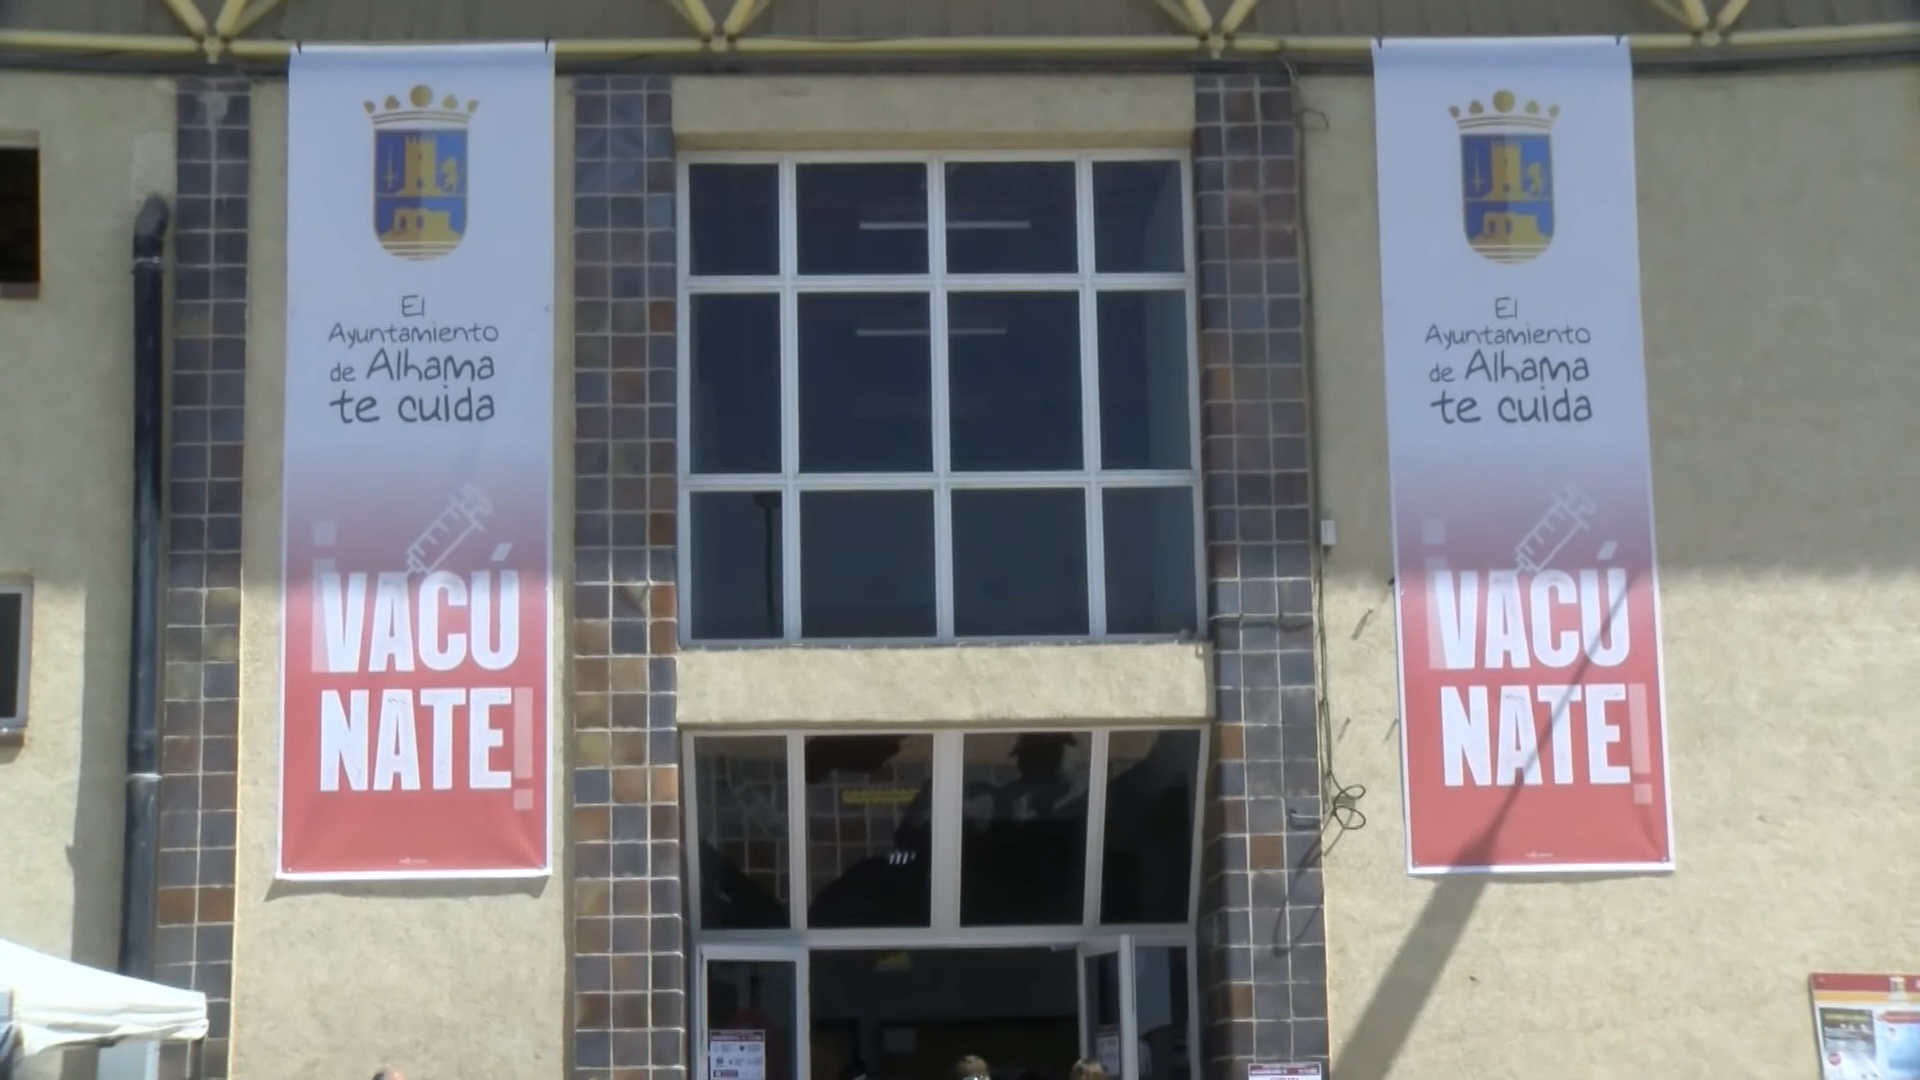 El
Ayuntamiento
de Alhama
te cuida
¡VACÚ
NATE!
El
Ayuntamiento
de Alhama
te cuida
¡VACÚ
NATE!